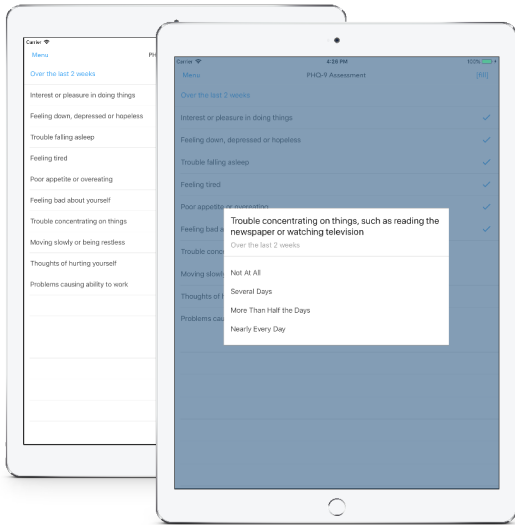 Carrier
Menu
PH
Over the last 2 weeks
Interest or pleasure in doing things
Feeling down, depressed or hopeless
Trouble falling asleep
Feeling tired
Poor appetite or overeating
Feeling bad about yourself
Trouble concentrating on things
Moving slowly or being restless
Thoughts of hurting yourself
Problems causing ability to work
Carrier 4:28 PM 100%
Menu PHQ-9 Assessment
Over the last 2 weeks
Interest or pleasure in doing things
Feeling down, depressed or hopeless
Trouble falling asleep
Feeling tired
Poor appetite or overeating
Feeling bad a
Trouble conc
Moving slowly
Thoughts of h
Problems cau
Trouble concentrating on things, such as reading the
newspaper or watching television
Over the last 2 weeks
Not At All
Several Days
More Than Half the Days
Nearly Every Day